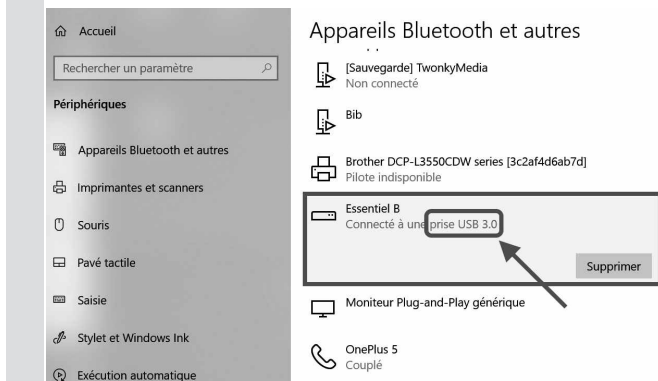 Accueil
Rechercher un paramètre
Périphériques
Appareils Bluetooth et autres
Imprimantes et scanners
Souris
Pavé tactile
Saisie
Stylet et Windows Ink
Exécution automatique
Appareils Bluetooth et autres
[Sauvegarde] TwonkyMedia
Non connecté
Bib
Brother DCP-L3550CDW series [3c2af4d6ab7d]
Pilote indisponible
Essentiel B
Connecté à une prise USB 3.0
Supprimer
Moniteur Plug-and-Play générique
OnePlus 5
Couplé